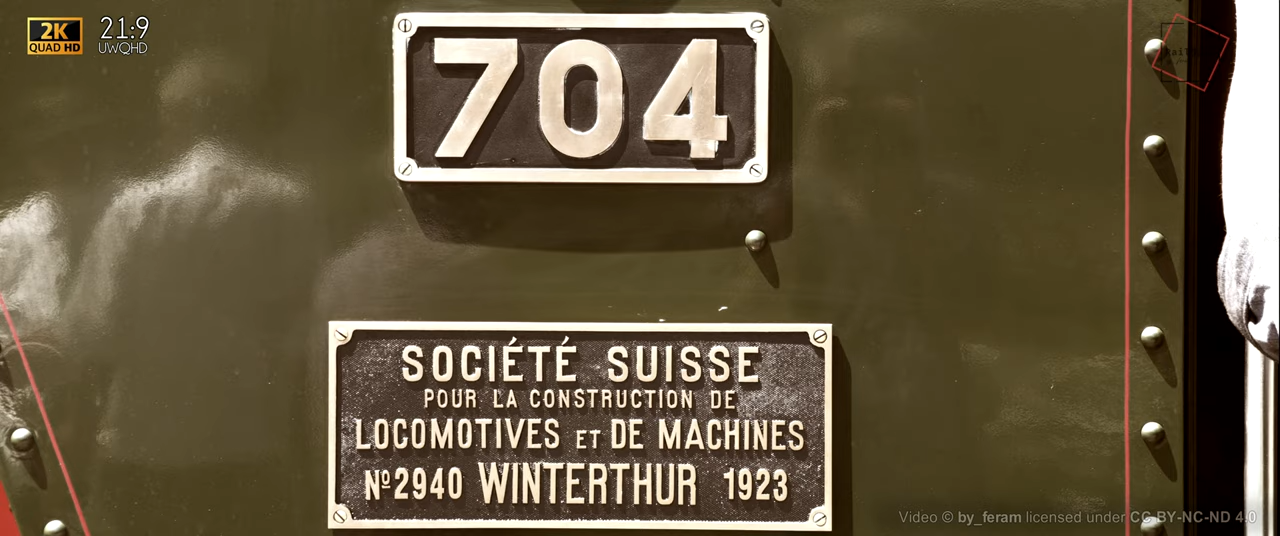 2K
QUAD HD
21:9
UWQHD
704
SOCIÉTÉ SUISSE
POUR LA CONSTRUCTION DE
LOCOMOTIVES ET DE MACHINES
Nº2940 WINTERTHUR 1923
Video © by_feram licensed under CC-BY-NC-ND 4.0